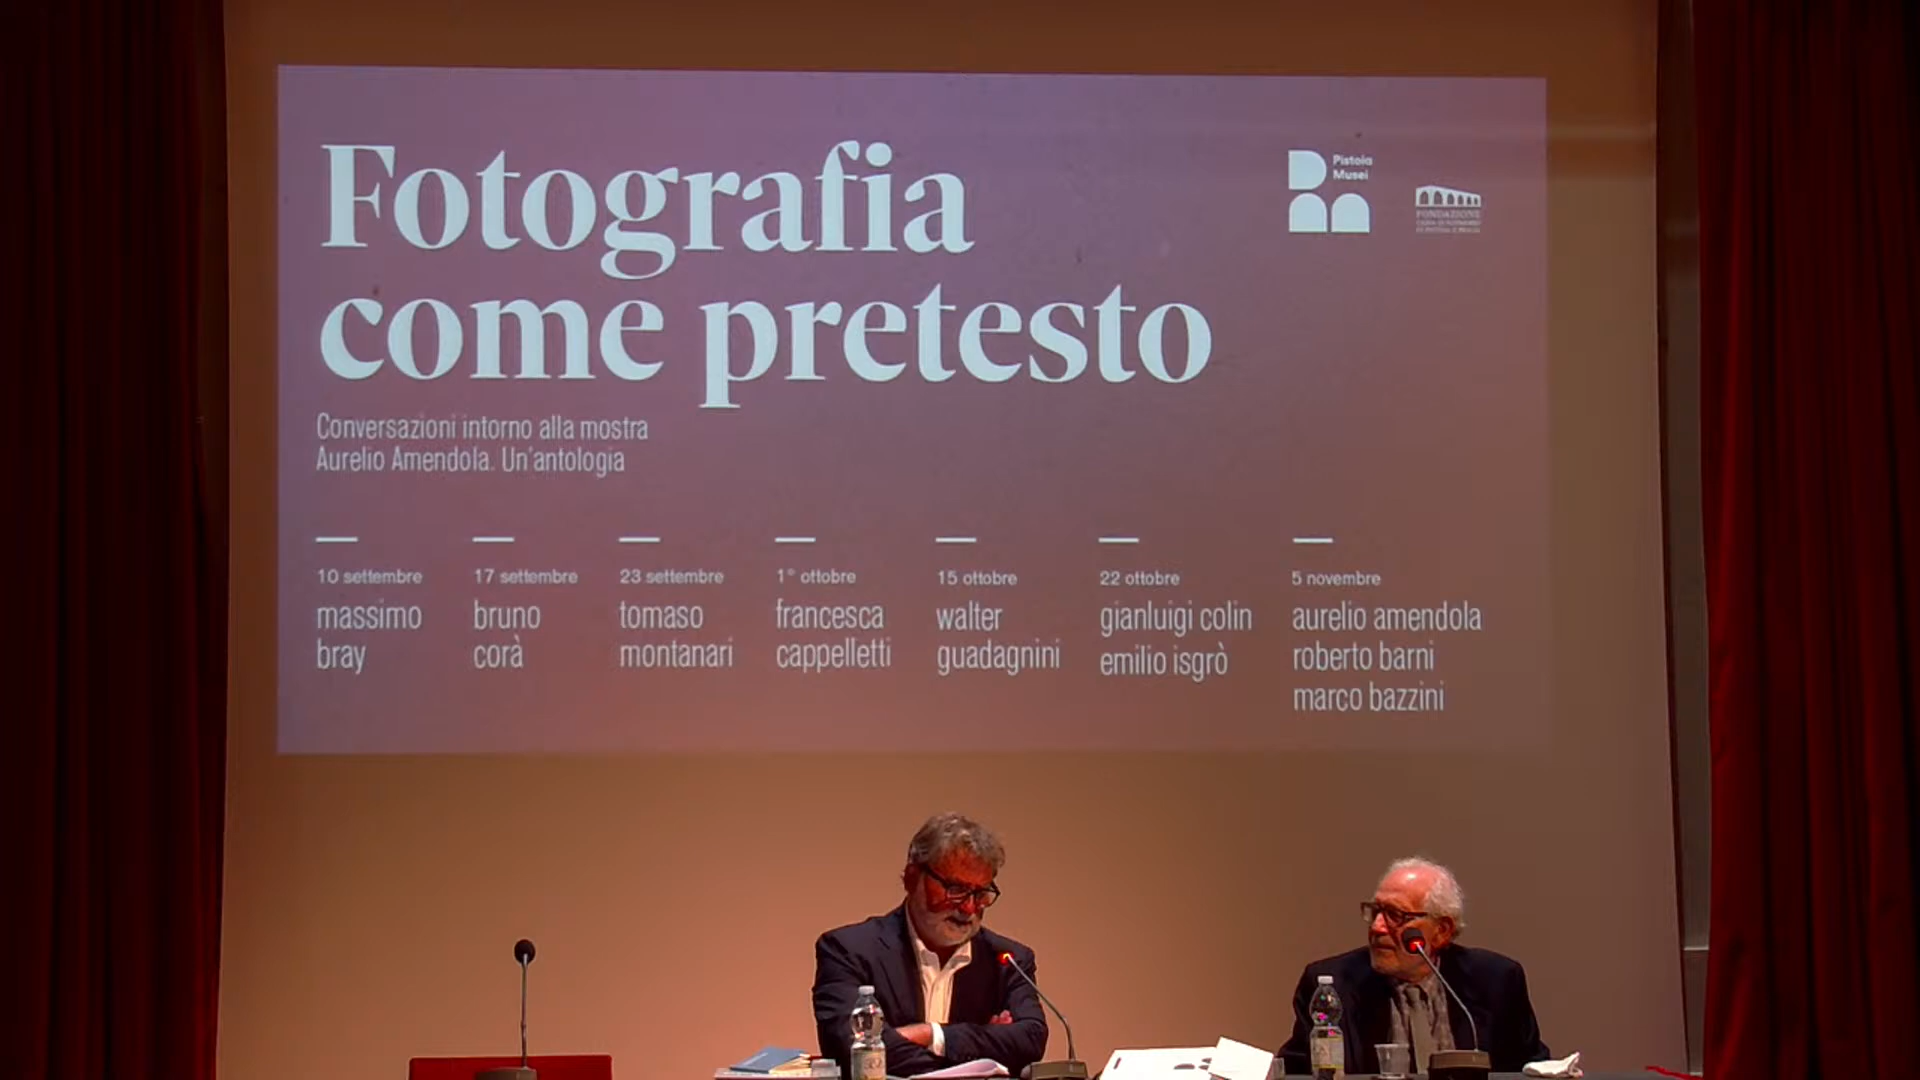 Fotografia
come pretesto
Pistoia
Musei
FONDAZIONE
Conversazioni intorno alla mostra
Aurelio Amendola. Un'antologia
10 settembre
massimo
bray
17 settembre
bruno
corà
23 settembre
tomaso
montanari
1° ottobre
francesca
cappelletti
15 ottobre
walter
guadagnini
22 ottobre
gianluigi colin
emilio isgrò
5 novembre
aurelio amendola
roberto barni
marco bazzini